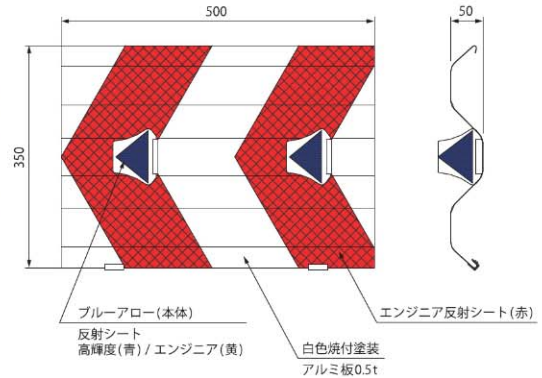 500
50
350
ブルーアロー(本体)
反射シート
高輝度(青) / エンジニア(黄)
エンジニア反射シート(赤)
白色焼付塗装
アルミ板0.5t